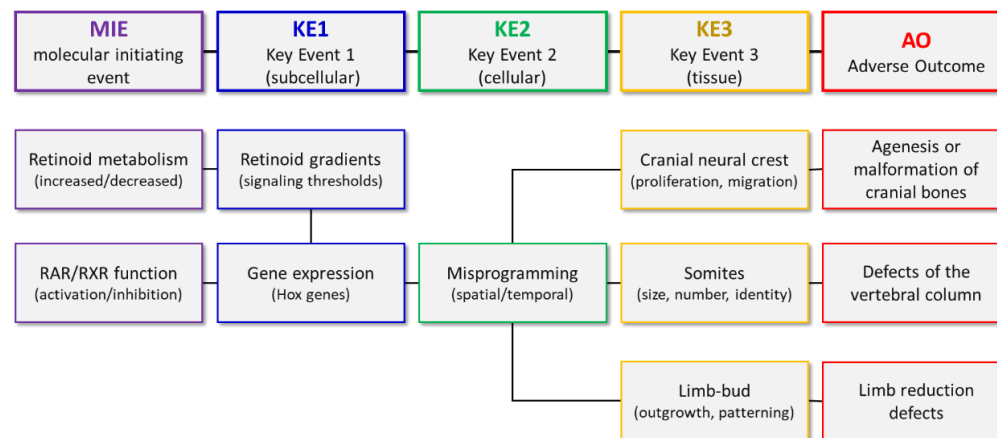 MIE
molecular initiating
event
KE1
Key Event 1
(subcellular)
KE2
Key Event 2
(cellular)
KE3
Key Event 3
(tissue)
AO
Adverse Outcome
Retinoid metabolism
(increased/decreased)
Retinoid gradients
(signaling thresholds)
Cranial neural crest
(proliferation, migration)
Agenesis or
malformation of
cranial bones
RAR/RXR function
(activation/inhibition)
Gene expression
(Hox genes)
Misprogramming
(spatial/temporal)
Somites
(size, number, identity)
Defects of the
vertebral column
Limb-bud
(outgrowth, patterning)
Limb reduction
defects